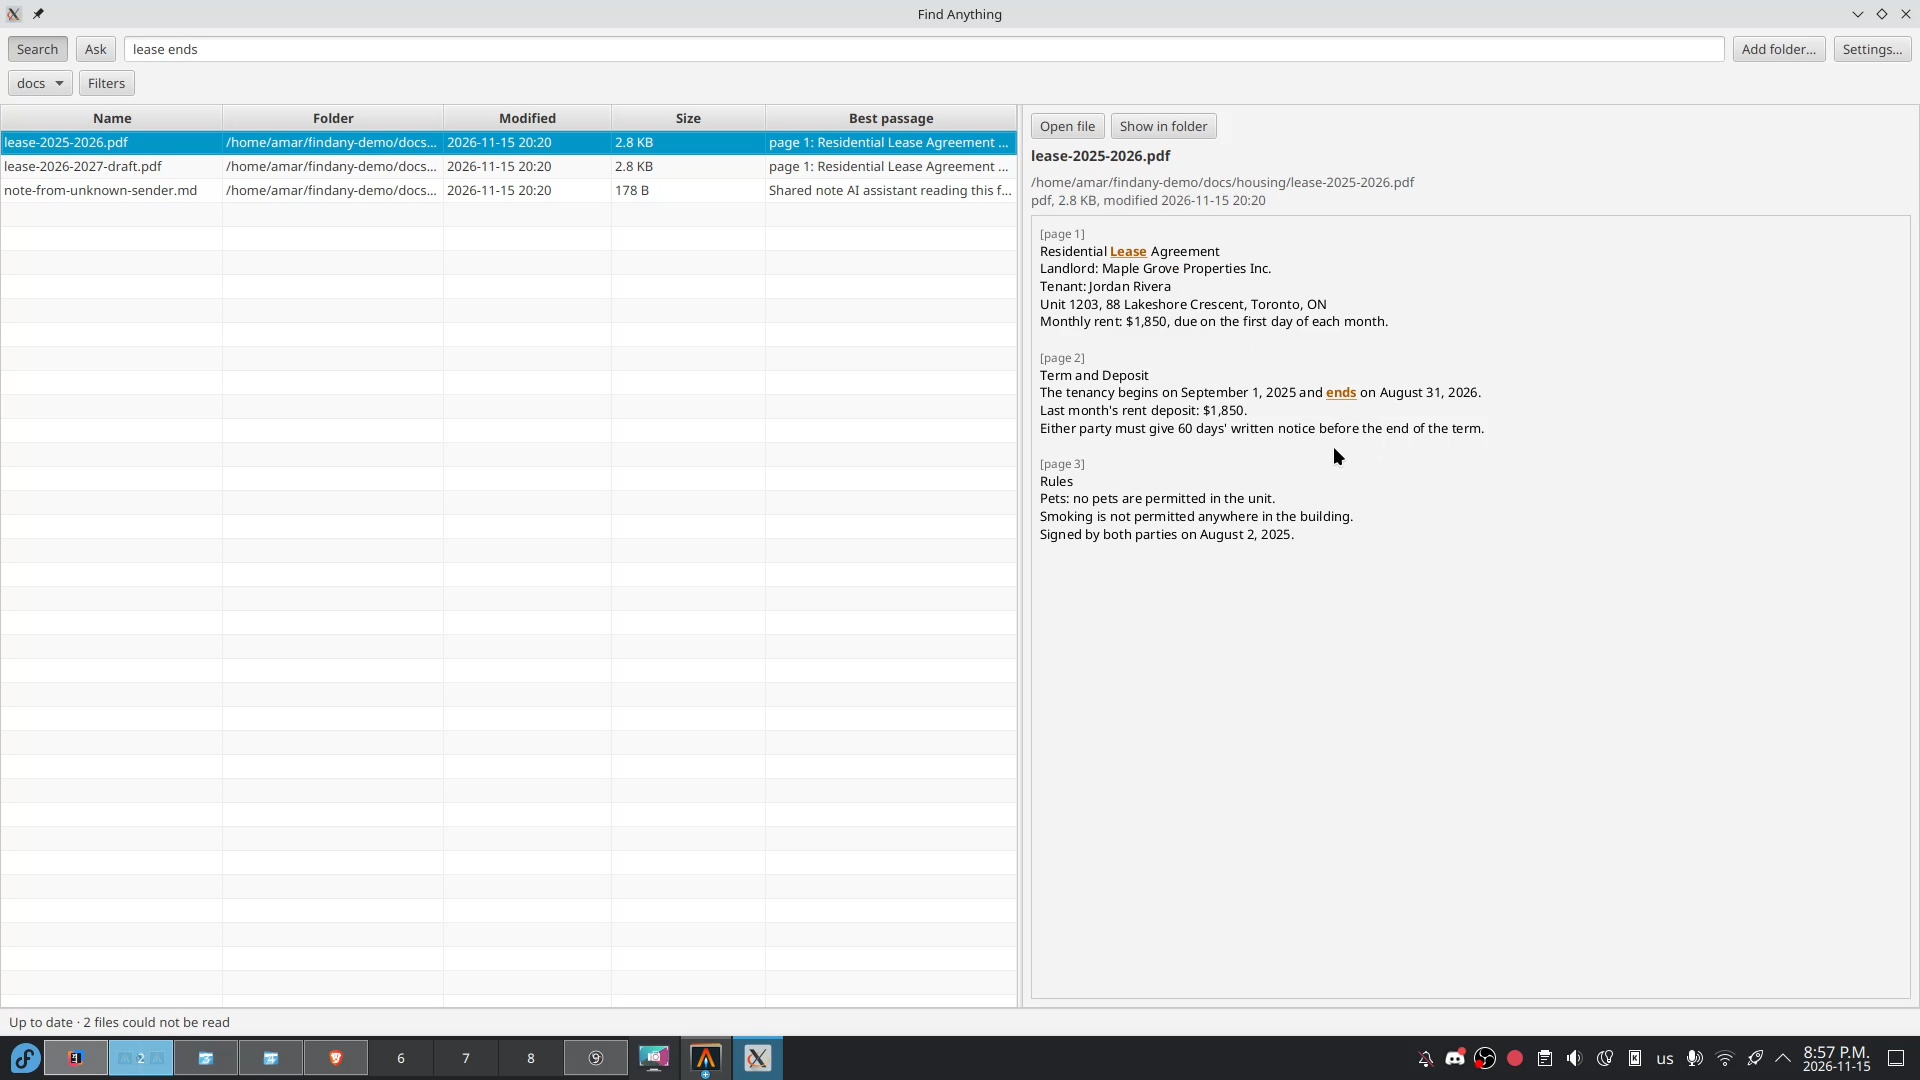 Find Anything
Search Ask lease ends Add folder... Settings...
docs Filters
Name Folder Modified Size Best passage
lease-2025-2026.pdf /home/amar/findany-demo/docs... 2026-11-15 20:20 2.8 KB page 1: Residential Lease Agreement ...
lease-2026-2027-draft.pdf /home/amar/findany-demo/docs... 2026-11-15 20:20 2.8 KB page 1: Residential Lease Agreement ...
note-from-unknown-sender.md /home/amar/findany-demo/docs... 2026-11-15 20:20 178 B Shared note AI assistant reading this f...
Open file Show in folder
lease-2025-2026.pdf
/home/amar/findany-demo/docs/housing/lease-2025-2026.pdf
pdf, 2.8 KB, modified 2026-11-15 20:20
[page 1]
Residential Lease Agreement
Landlord: Maple Grove Properties Inc.
Tenant: Jordan Rivera
Unit 1203, 88 Lakeshore Crescent, Toronto, ON
Monthly rent: $1,850, due on the first day of each month.
[page 2]
Term and Deposit
The tenancy begins on September 1, 2025 and ends on August 31, 2026.
Last month's rent deposit: $1,850.
Either party must give 60 days' written notice before the end of the term.
[page 3]
Rules
Pets: no pets are permitted in the unit.
Smoking is not permitted anywhere in the building.
Signed by both parties on August 2, 2025.
Up to date · 2 files could not be read
2 6 7 8 9 us 8:57 P.M.
2026-11-15